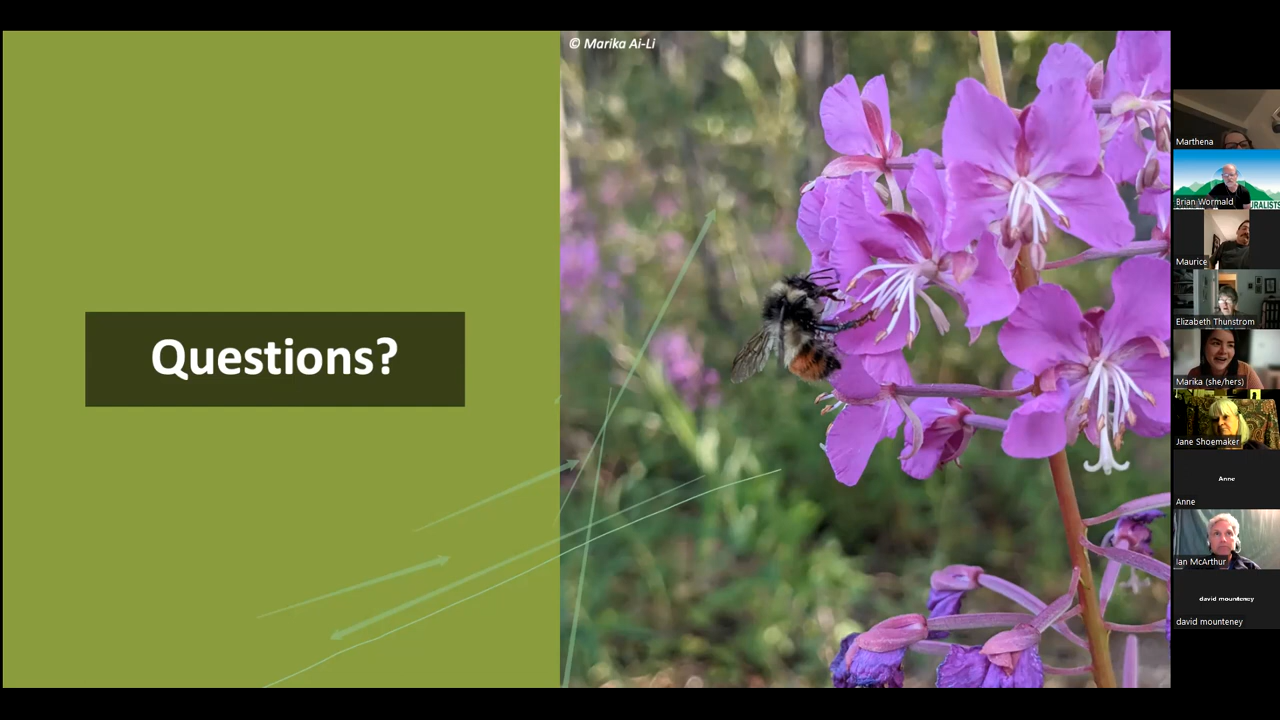 © Marika Ai-Li
Questions?
Marthena
Brian Wormald
URALISTS
Maurice
Elizabeth Thunstrom
Marika (she/hers)
Jane Shoemaker
Anne
Anne
Ian McArthur
david mounteney
david mounteney